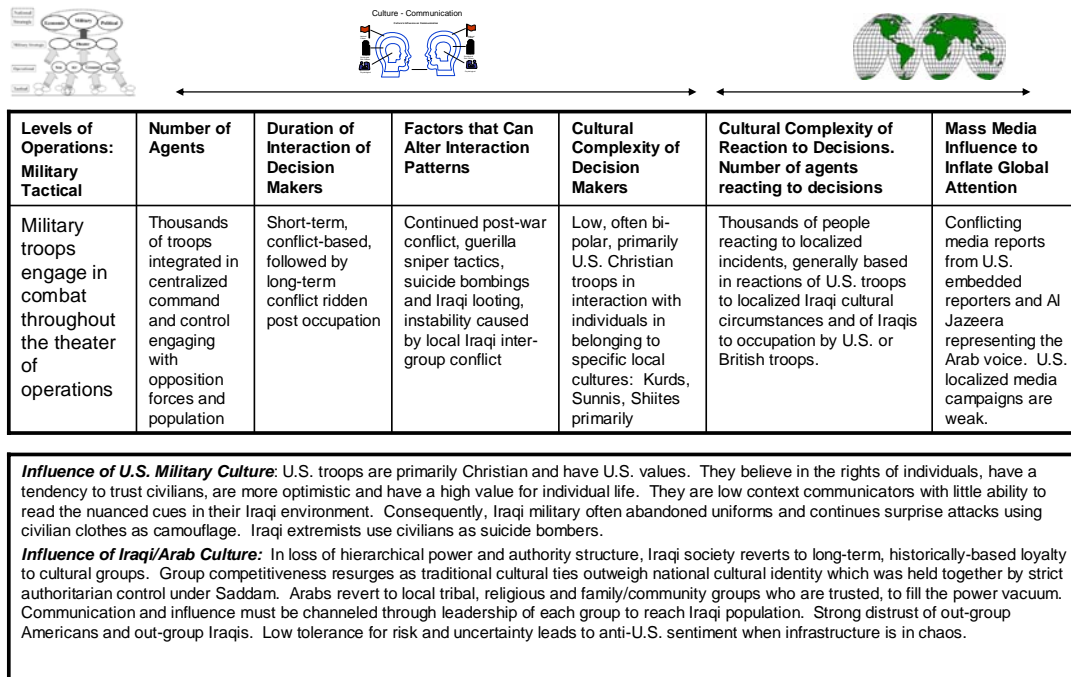 National
Strategic
Economic
Military
Political
Military Strategic
Theater
Operational
Tactical
Culture - Communication
Levels of
Operations:
Military
Tactical
Number of
Agents
Duration of
Interaction of
Decision
Makers
Factors that Can
Alter Interaction
Patterns
Cultural
Complexity of
Decision
Makers
Cultural Complexity of
Reaction to Decisions.
Number of agents
reacting to decisions
Mass Media
Influence to
Inflate Global
Attention
Military
troops
engage in
combat
throughout
the theater
of
operations
Thousands
of troops
integrated in
centralized
command
and control
engaging
with
opposition
forces and
population
Short-term,
conflict-based,
followed by
long-term
conflict ridden
post occupation
Continued post-war
conflict, guerilla
sniper tactics,
suicide bombings
and Iraqi looting,
instability caused
by local Iraqi inter-
group conflict
Low, often bi-
polar, primarily
U.S. Christian
troops in
interaction with
individuals in
belonging to
specific local
cultures: Kurds,
Sunnis, Shiites
primarily
Thousands of people
reacting to localized
incidents, generally based
in reactions of U.S. troops
to localized Iraqi cultural
circumstances and of Iraqis
to occupation by U.S. or
British troops.
Conflicting
media reports
from U.S.
embedded
reporters and Al
Jazeera
representing the
Arab voice. U.S.
localized media
campaigns are
weak.
Influence of U.S. Military Culture: U.S. troops are primarily Christian and have U.S. values. They believe in the rights of individuals, have a
tendency to trust civilians, are more optimistic and have a high value for individual life. They are low context communicators with little ability to
read the nuanced cues in their Iraqi environment. Consequently, Iraqi military often abandoned uniforms and continues surprise attacks using
civilian clothes as camouflage. Iraqi extremists use civilians as suicide bombers.
Influence of Iraqi/Arab Culture: In loss of hierarchical power and authority structure, Iraqi society reverts to long-term, historically-based loyalty
to cultural groups. Group competitiveness resurges as traditional cultural ties outweigh national cultural identity which was held together by strict
authoritarian control under Saddam. Arabs revert to local tribal, religious and family/community groups who are trusted, to fill the power vacuum.
Communication and influence must be channeled through leadership of each group to reach Iraqi population. Strong distrust of out-group
Americans and out-group Iraqis. Low tolerance for risk and uncertainty leads to anti-U.S. sentiment when infrastructure is in chaos.